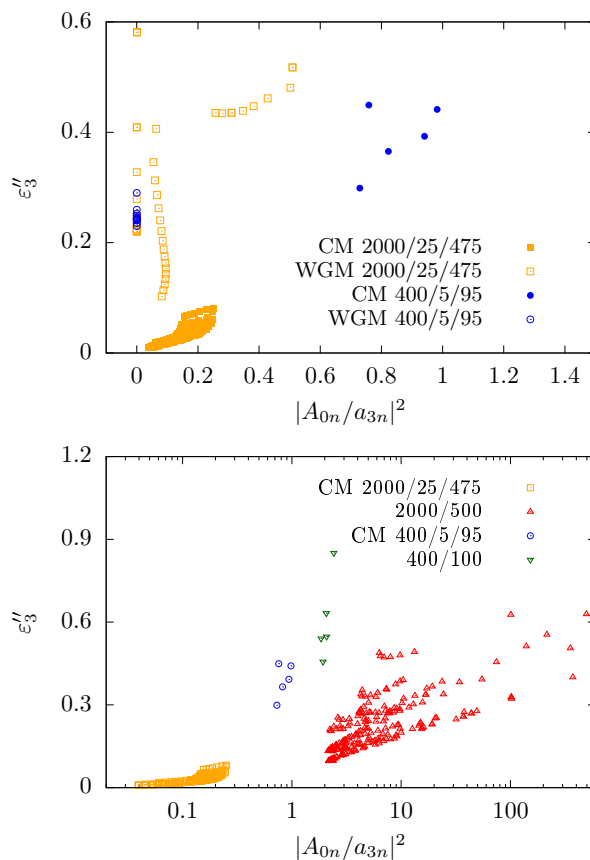 0.6
0.4
0.2
0
ε″₃
CM 2000/25/475
WGM 2000/25/475
CM 400/5/95
WGM 400/5/95
0 0.2 0.4 0.6 0.8 1 1.2 1.4
|A₀ₙ/a₃ₙ|²
1.2
0.9
0.6
0.3
0
ε″₃
CM 2000/25/475
2000/500
CM 400/5/95
400/100
0.1 1 10 100
|A₀ₙ/a₃ₙ|²